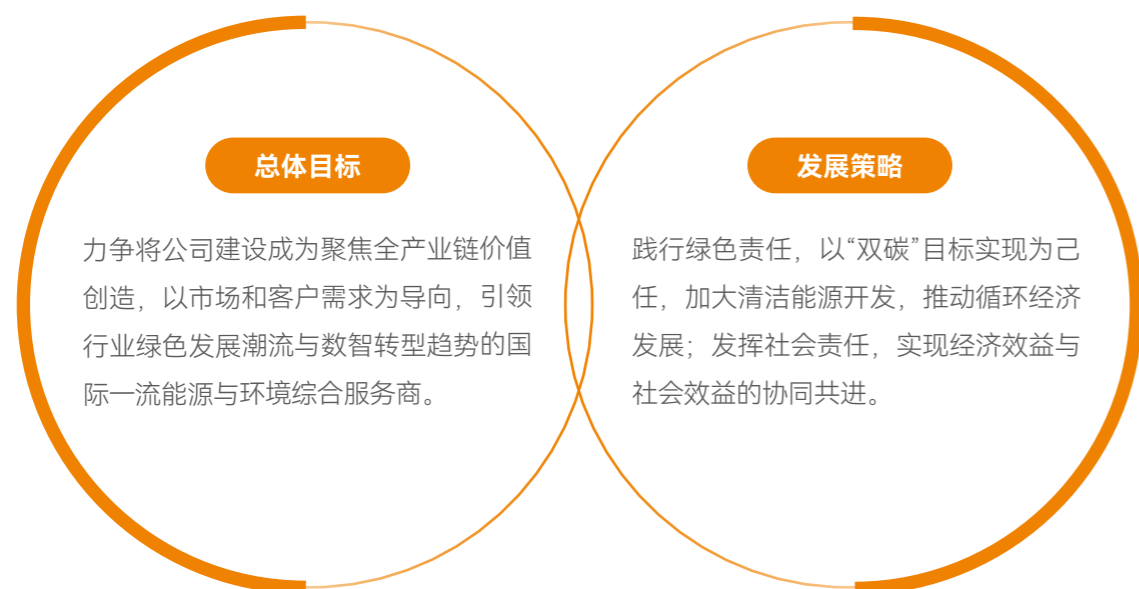 总体目标
力争将公司建设成为聚焦全产业链价值
创造，以市场和客户需求为导向，引领
行业绿色发展潮流与数智转型趋势的国
际一流能源与环境综合服务商。
发展策略
践行绿色责任，以“双碳”目标实现为己
任，加大清洁能源开发，推动循环经济
发展；发挥社会责任，实现经济效益与
社会效益的协同共进。